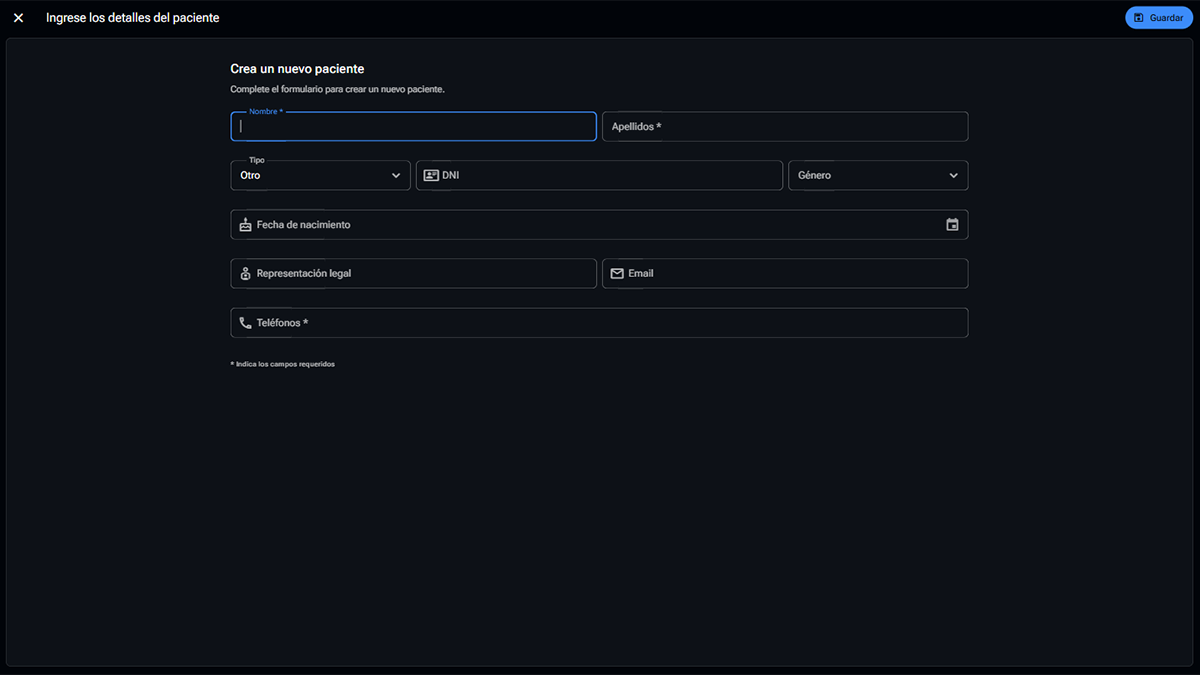 Ingrese los detalles del paciente
Guardar
Crea un nuevo paciente
Complete el formulario para crear un nuevo paciente.
Nombre *
Apellidos *
Tipo
Otro
DNI
Género
Fecha de nacimiento
Representación legal
Email
Teléfonos *
* Indica los campos requeridos